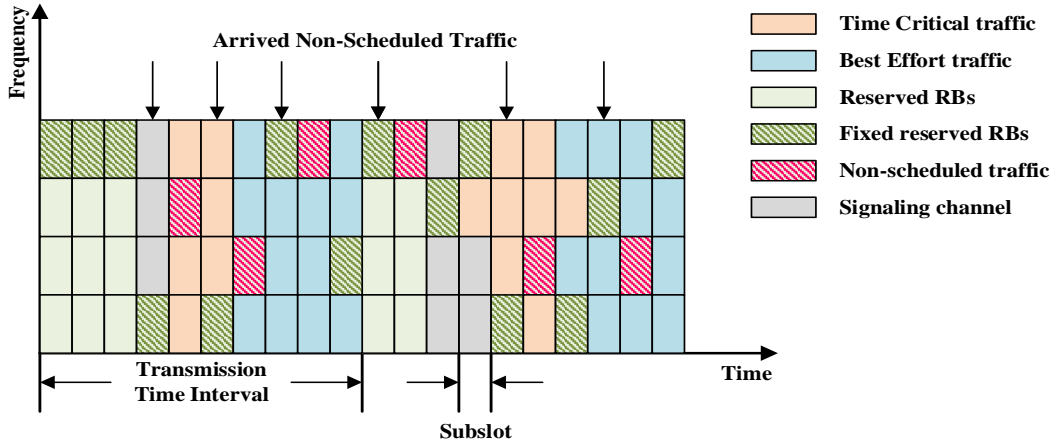 Frequency
Arrived Non-Scheduled Traffic
Time Critical traffic
Best Effort traffic
Reserved RBs
Fixed reserved RBs
Non-scheduled traffic
Signaling channel
Transmission
Time Interval
Time
Subslot